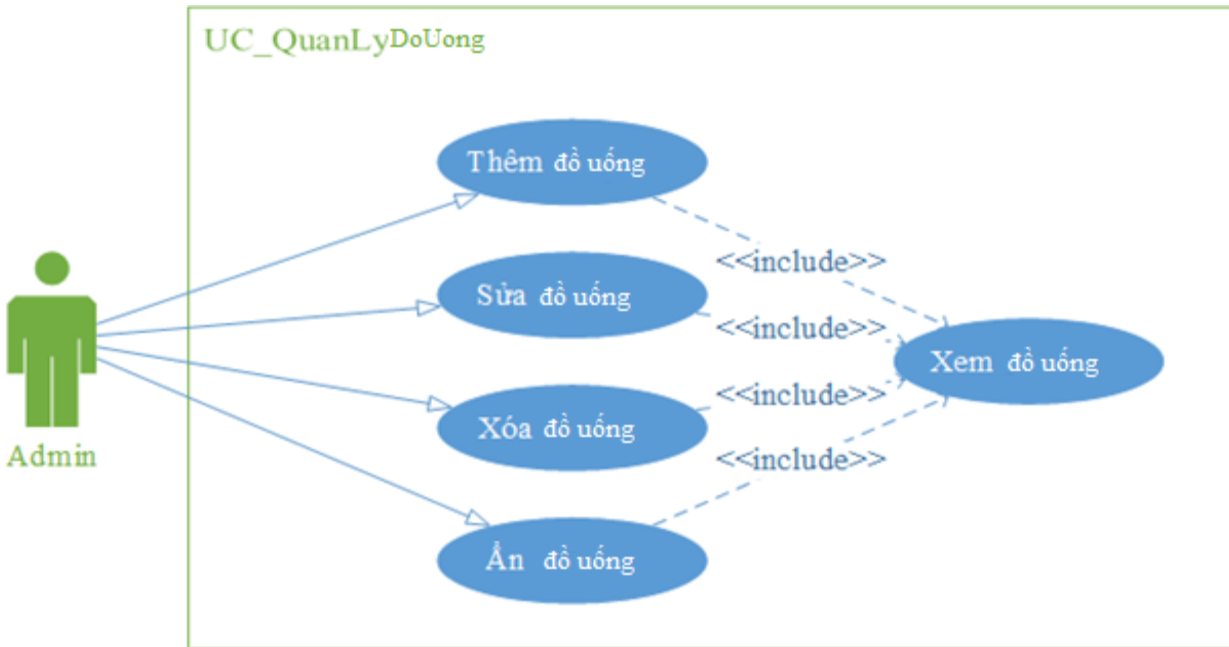 UC_QuanLyDoUong
Thêm đồ uống
<<include>>
Sửa đồ uống
<<include>>
Xem đồ uống
<<include>>
Xóa đồ uống
Admin
<<include>>
Ẩn đồ uống